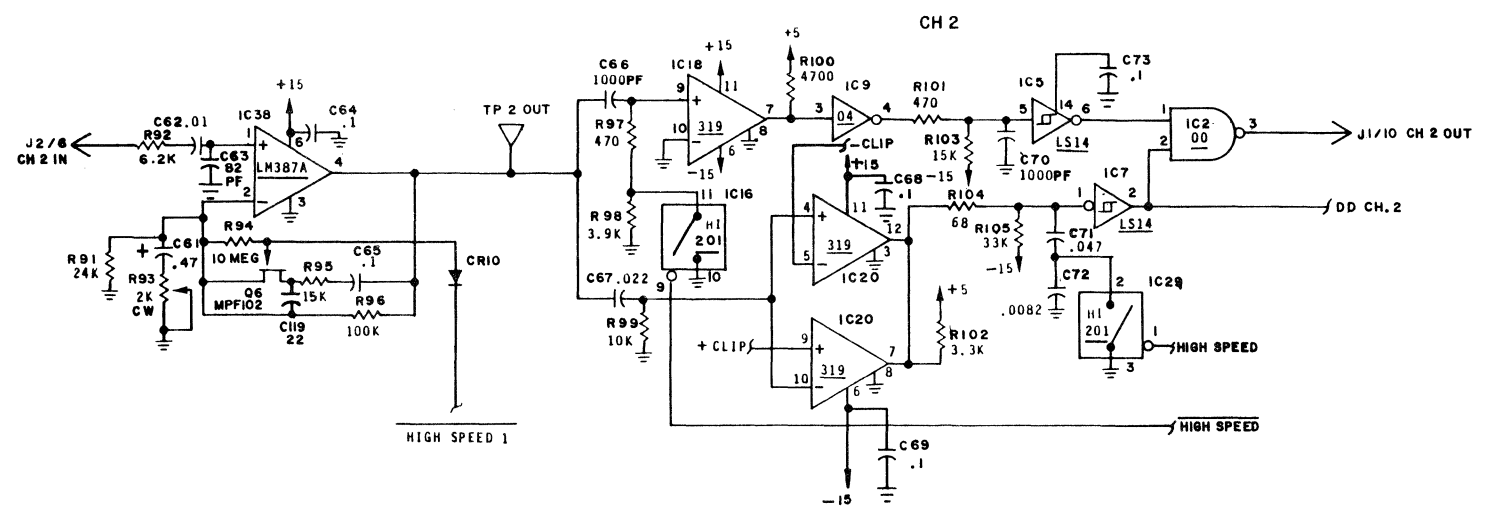 CH 2
J2/6
CH 2 IN
R92
6.2K
C62 .01
C63
82
PF
IC38
+15
C64
.1
1
+
6
LM387A
4
2
−
3
R91
24K
+
C61
.47
R93
2K
CW
R94
10 MEG
Q6
MPF102
R95
15K
C65
.1
C119
22
R96
100K
CR10
HIGH SPEED 1
TP 2 OUT
C66
1000PF
R97
470
R98
3.9K
IC18
+15
11
9
+
10
−
319
7
8
6
-15
11
IC16
HI
201
10
9
C67 .022
R99
10K
+5
R100
4700
IC9
3
04
4
R101
470
R103
15K
-15
C70
1000PF
IC5
5
14
6
LS14
C73
.1
1
IC2
00
2
3
J1/10 CH 2 OUT
-CLIP
+15
C68
.1
4
+
11
12
5
−
319
3
IC20
R104
68
R105
33K
-15
IC7
1
2
LS14
DD CH. 2
C71
.047
C72
.0082
2
IC29
HI
201
1
3
HIGH SPEED
IC20
+ CLIP
9
+
10
−
319
7
8
6
+5
R102
3.3K
HIGH SPEED
C69
.1
-15